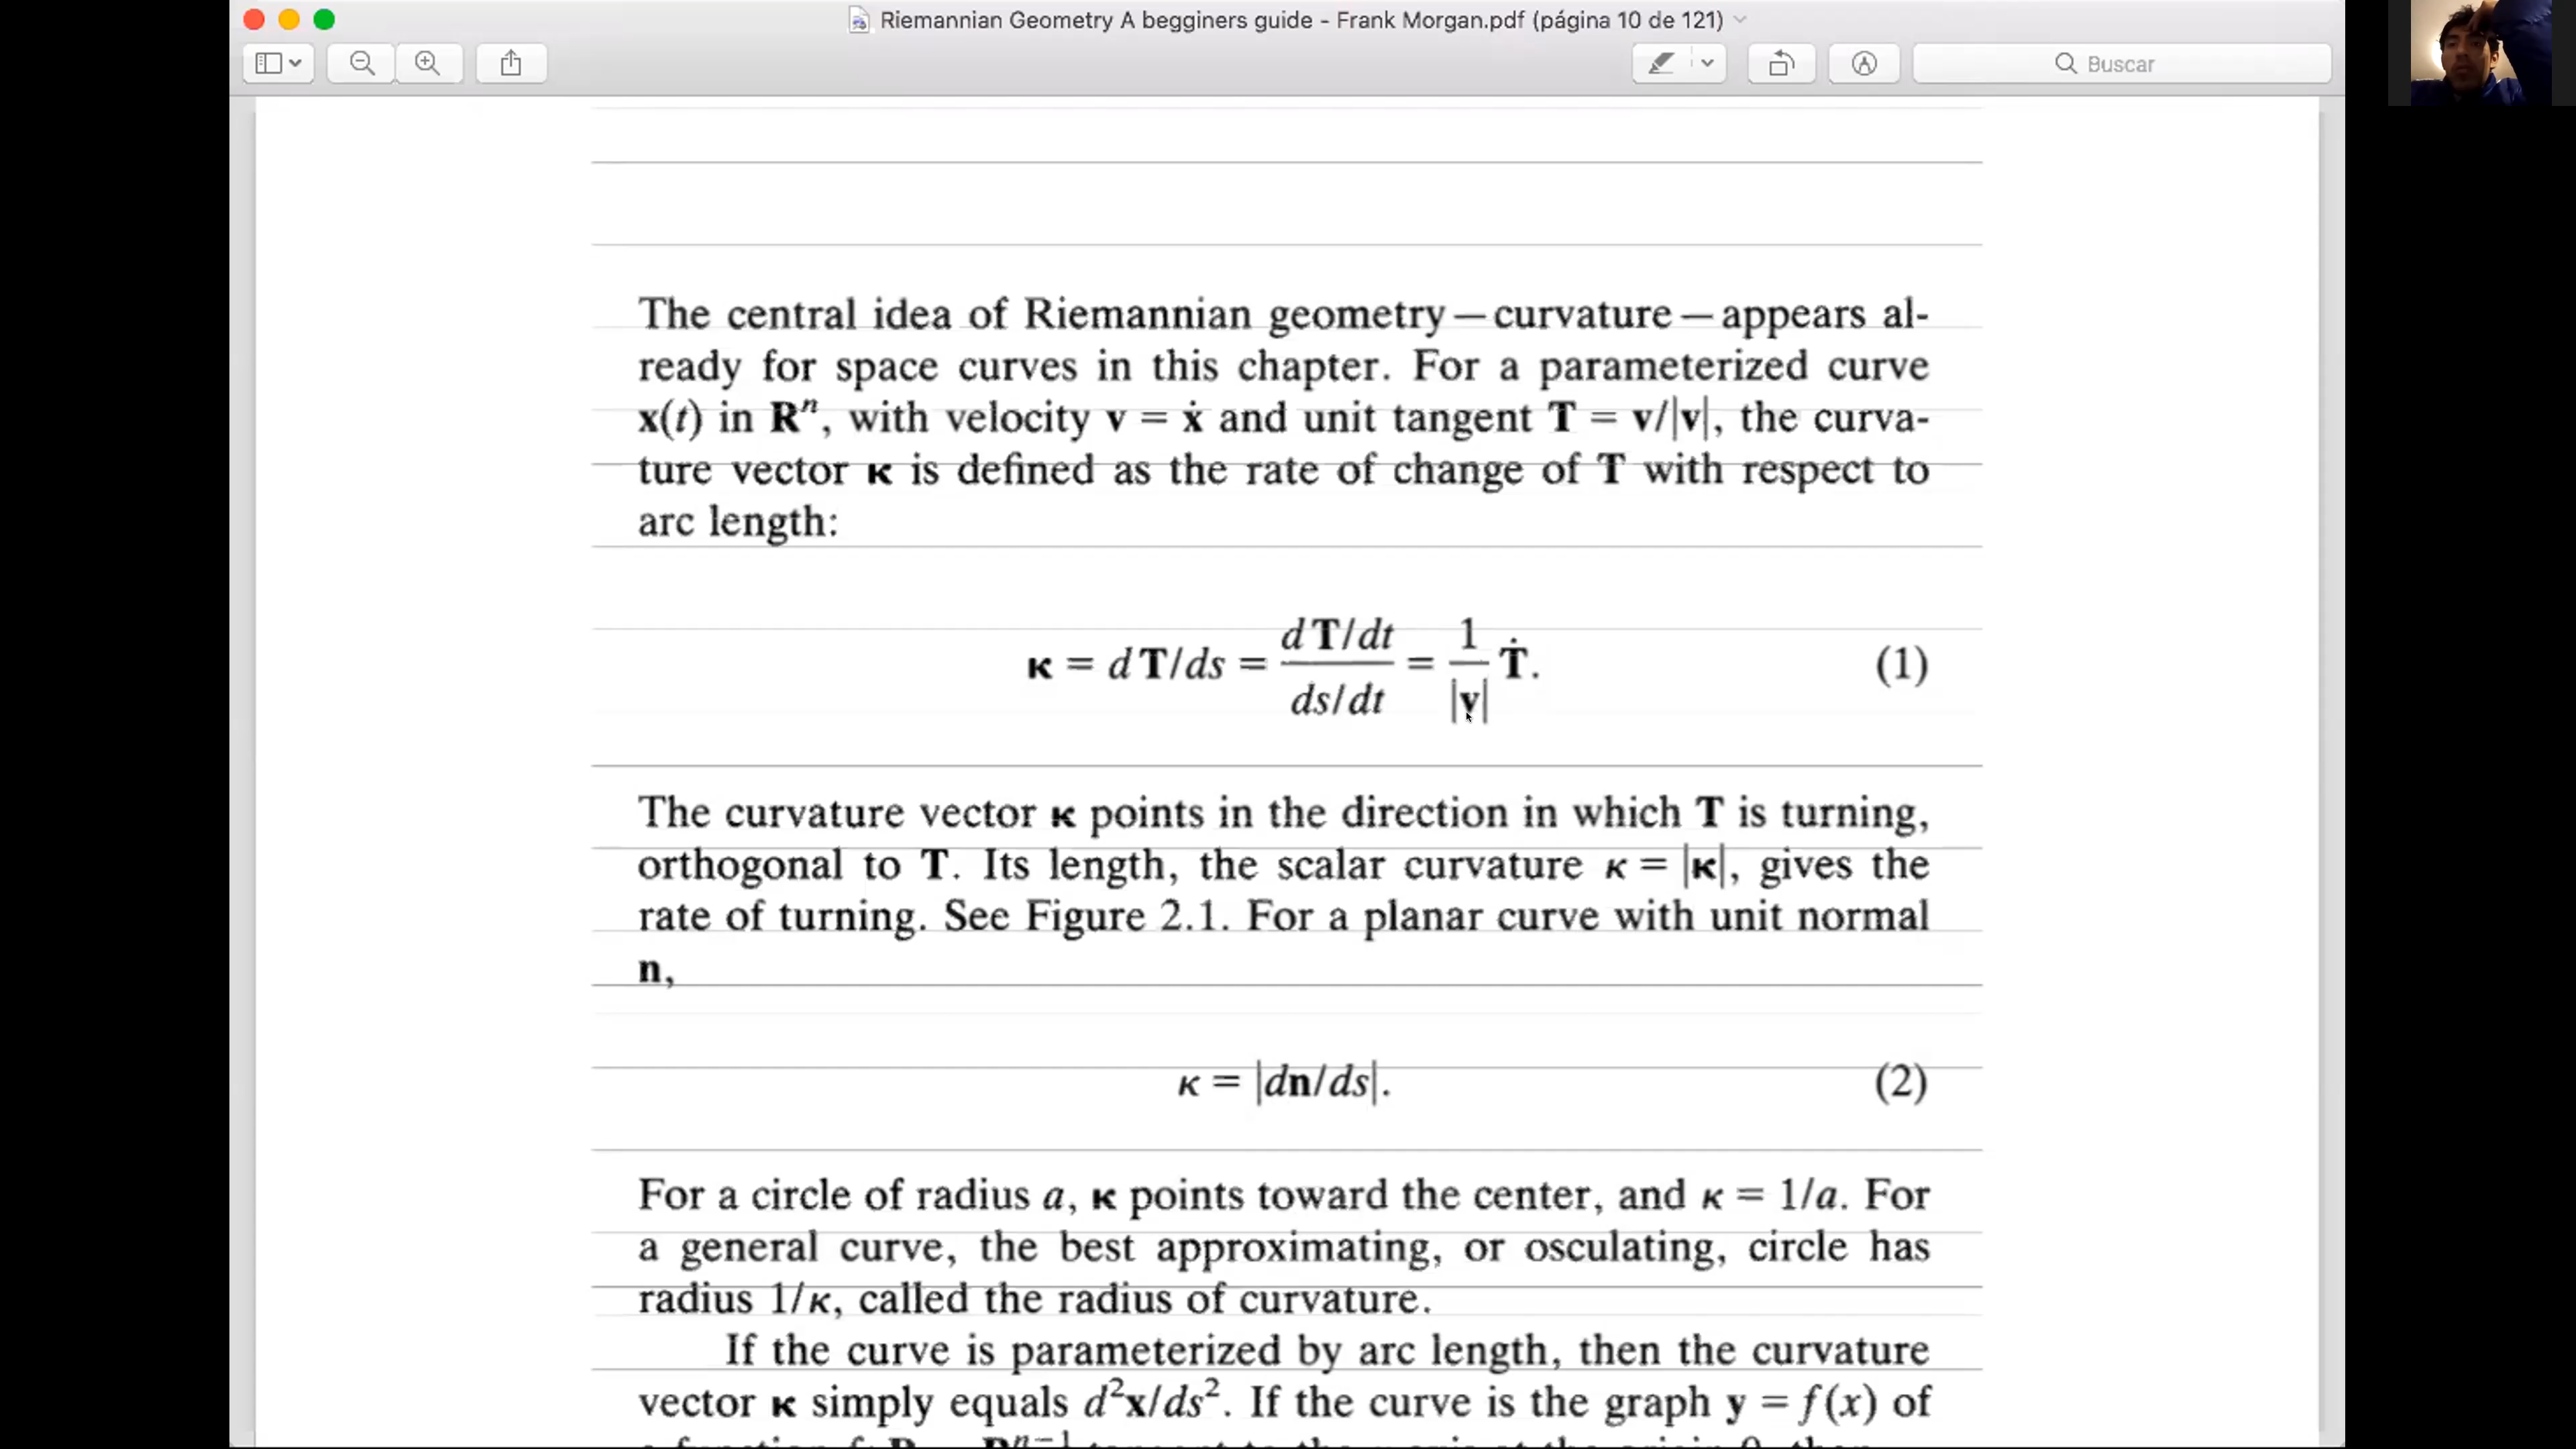 Riemannian Geometry A begginers guide - Frank Morgan.pdf (página 10 de 121)
Buscar
The central idea of Riemannian geometry—curvature—appears al-
ready for space curves in this chapter. For a parameterized curve
x(t) in Rⁿ, with velocity v = ẋ and unit tangent T = v/|v|, the curva-
ture vector κ is defined as the rate of change of T with respect to
arc length:
κ = dT/ds = (dT/dt)/(ds/dt) = 1/|v| Ṫ. (1)
The curvature vector κ points in the direction in which T is turning,
orthogonal to T. Its length, the scalar curvature κ = |κ|, gives the
rate of turning. See Figure 2.1. For a planar curve with unit normal
n,
κ = |dn/ds|. (2)
For a circle of radius a, κ points toward the center, and κ = 1/a. For
a general curve, the best approximating, or osculating, circle has
radius 1/κ, called the radius of curvature.
If the curve is parameterized by arc length, then the curvature
vector κ simply equals d²x/ds². If the curve is the graph y = f(x) of